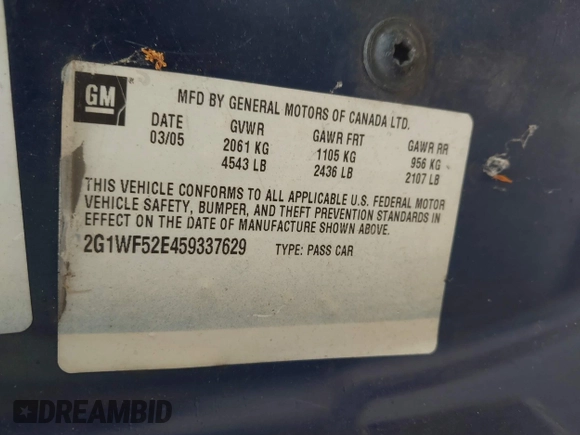 GM
MFD BY GENERAL MOTORS OF CANADA LTD.
DATE GVWR GAWR FRT GAWR RR
03/05 2061 KG 1105 KG 956 KG
4543 LB 2436 LB 2107 LB
THIS VEHICLE CONFORMS TO ALL APPLICABLE U.S. FEDERAL MOTOR
VEHICLE SAFETY, BUMPER, AND THEFT PREVENTION STANDARDS IN
EFFECT ON THE DATE OF MANUFACTURE SHOWN ABOVE.
2G1WF52E459337629 TYPE: PASS CAR
DREAMBID